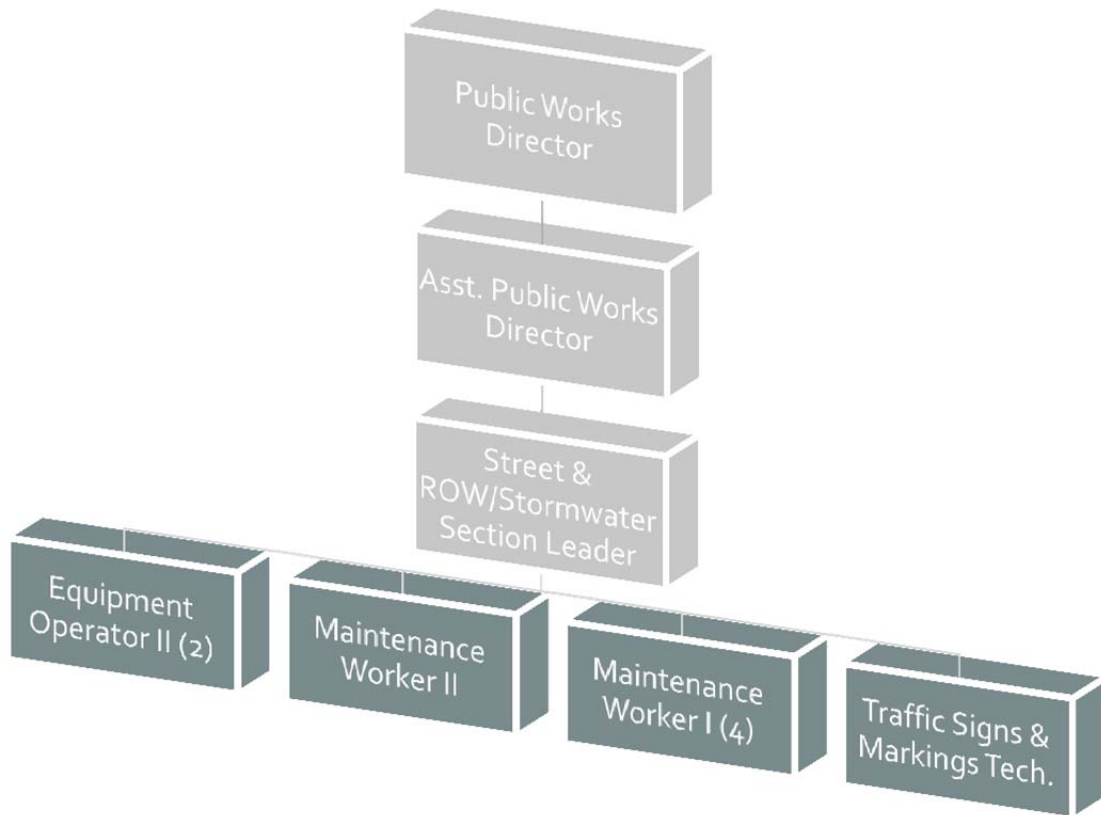 Public Works
Director
Asst. Public Works
Director
Street &
ROW/Stormwater
Section Leader
Equipment
Operator II (2)
Maintenance
Worker II
Maintenance
Worker I (4)
Traffic Signs &
Markings Tech.